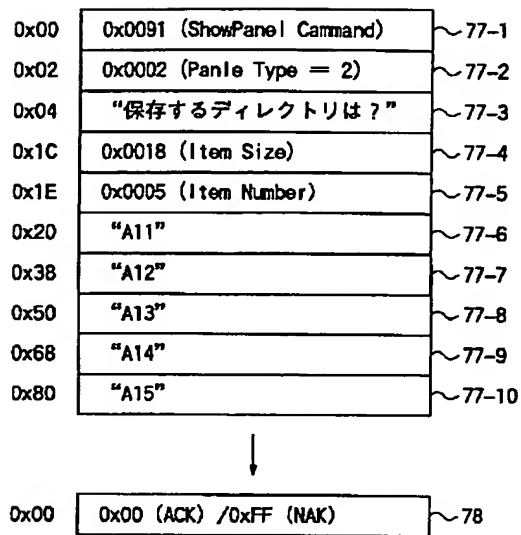 0x00 0x0091 (ShowPanel Cammand) 77-1
0x02 0x0002 (Panle Type = 2) 77-2
0x04 “保存するディレクトリは?” 77-3
0x1C 0x0018 (Item Size) 77-4
0x1E 0x0005 (Item Number) 77-5
0x20 “A11” 77-6
0x38 “A12” 77-7
0x50 “A13” 77-8
0x68 “A14” 77-9
0x80 “A15” 77-10
0x00 0x00 (ACK) /0xFF (NAK) 78